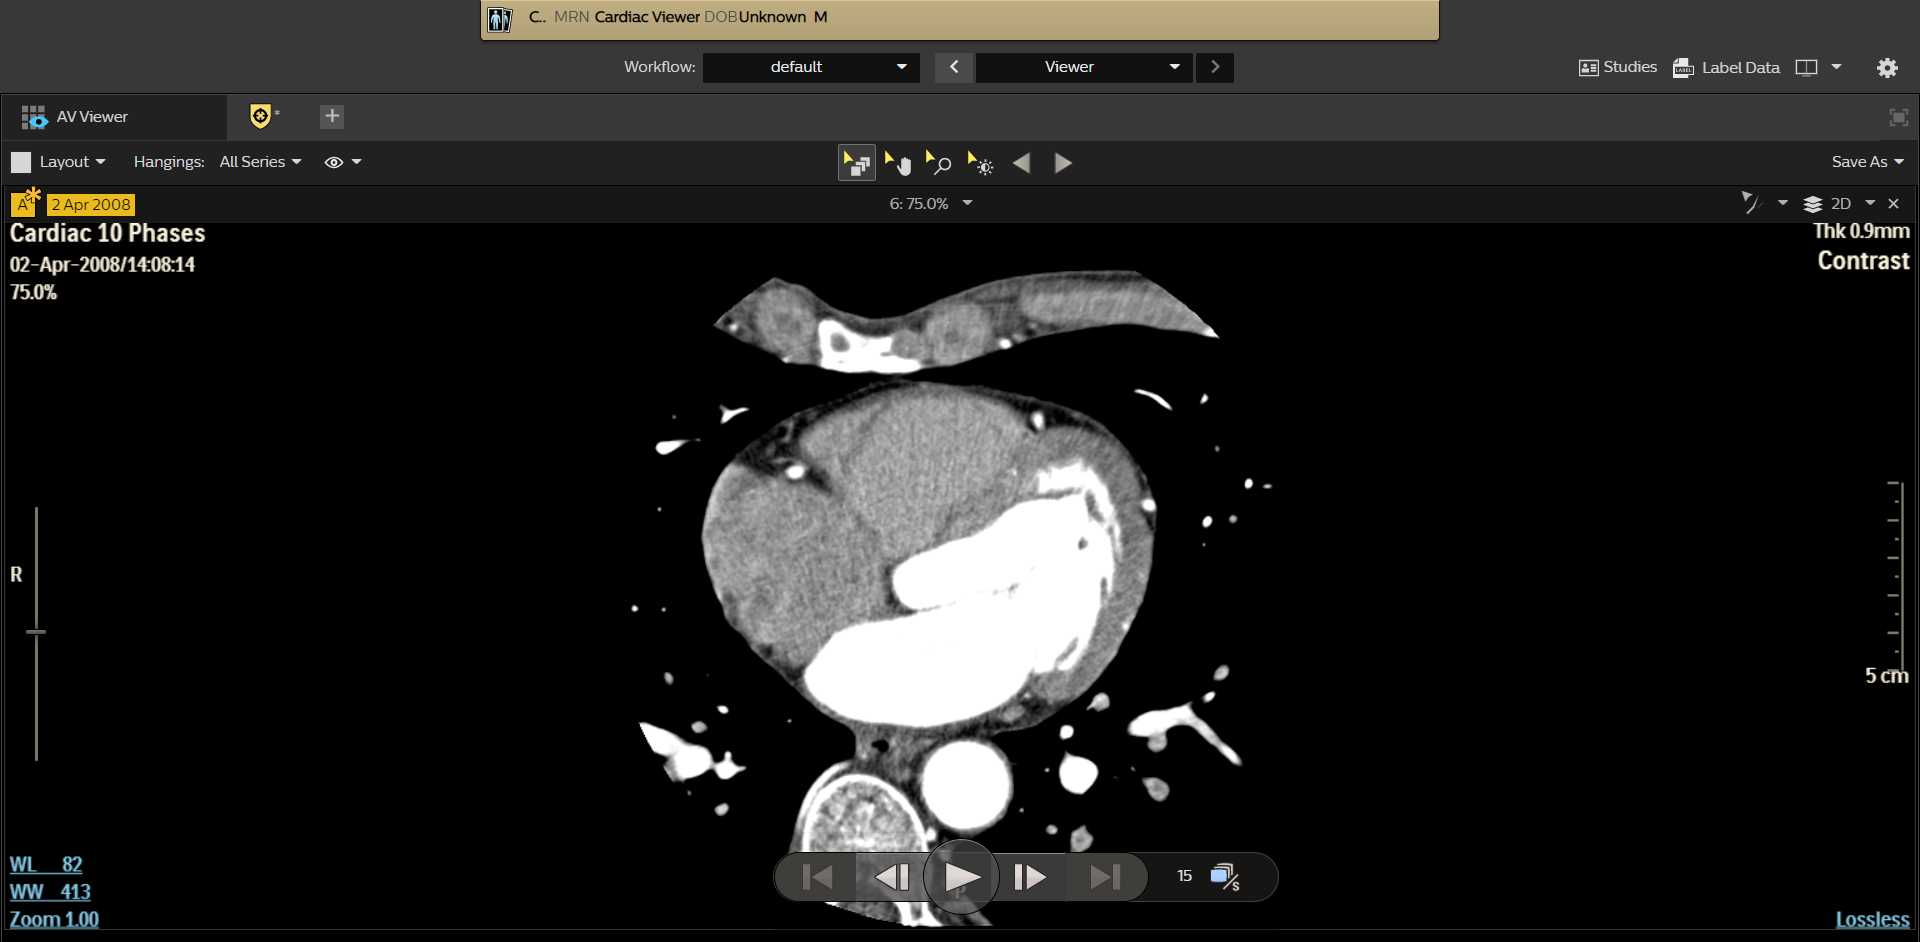 C.. MRN Cardiac Viewer DOB Unknown M
Workflow: default Viewer
Studies Label Data
AV Viewer
Layout Hangings: All Series
Save As
A 2 Apr 2008
6: 75.0%
2D
Cardiac 10 Phases
02-Apr-2008/14:08:14
75.0%
Thk 0.9mm
Contrast
R
5 cm
WL 82
WW 413
Zoom 1.00
P
15
S
Lossless